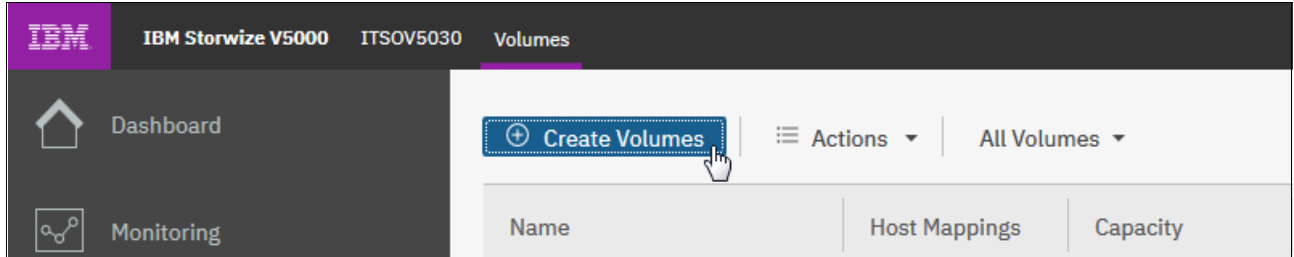 IBM IBM Storwize V5000 ITSOV5030 Volumes
Dashboard
Create Volumes Actions All Volumes
Monitoring
Name Host Mappings Capacity